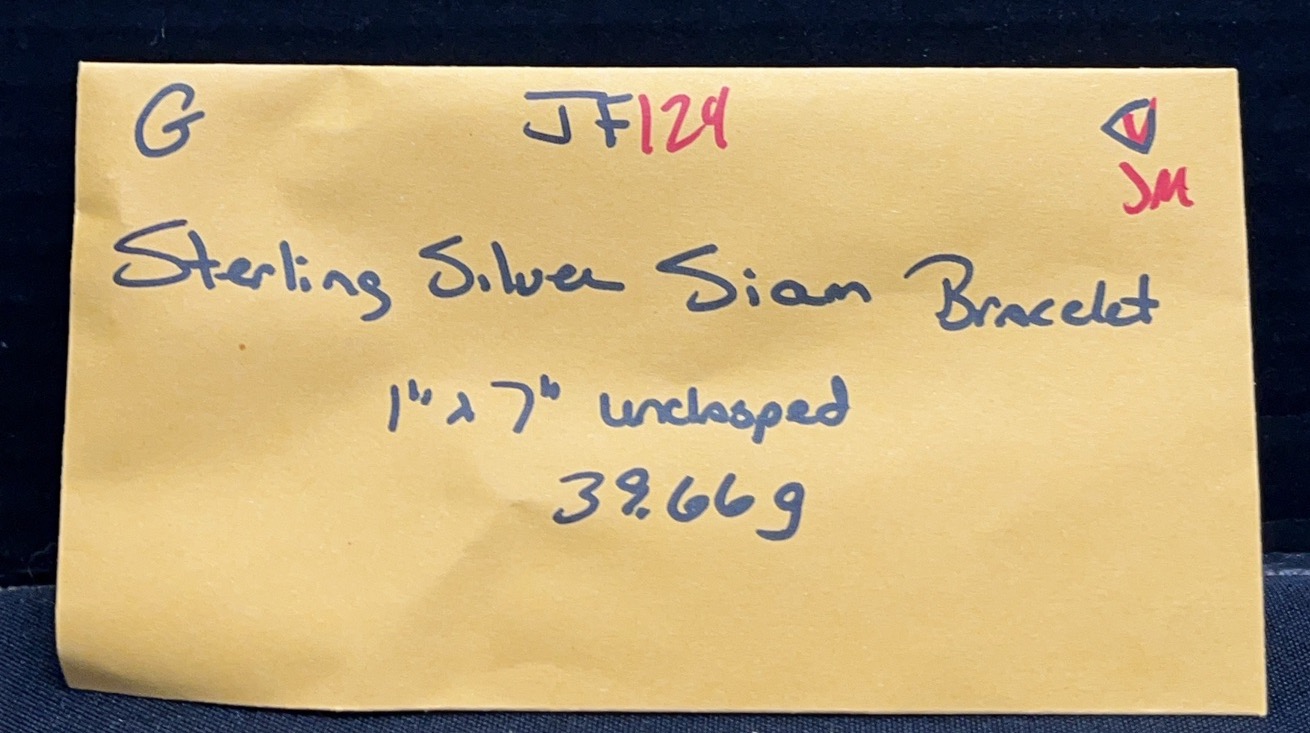 G JF124
JM
Sterling Silver Siam Bracelet
1" x 7" unclasped
39.66g